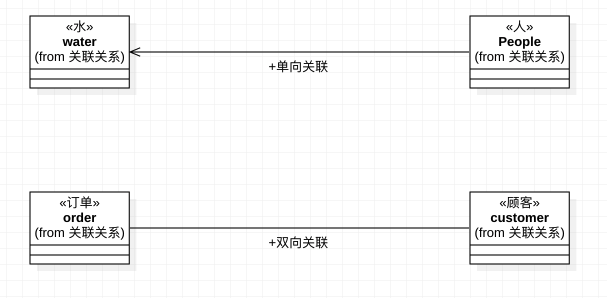 «水»
water
(from 关联关系)
«人»
People
(from 关联关系)
+单向关联
«订单»
order
(from 关联关系)
«顾客»
customer
(from 关联关系)
+双向关联